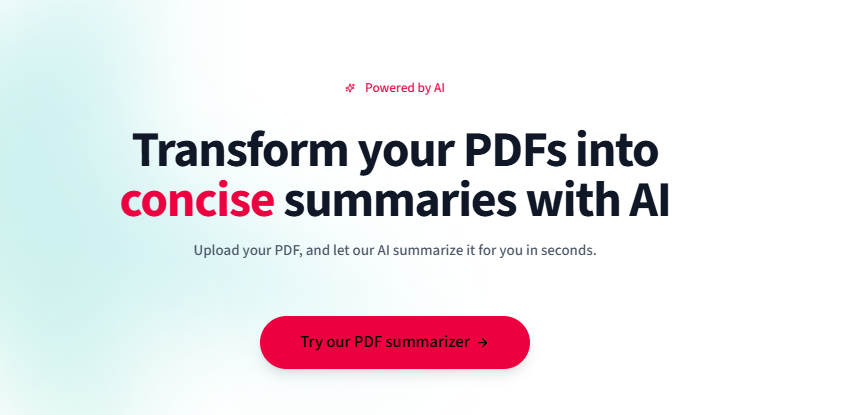 Powered by AI
Transform your PDFs into
concise summaries with AI
Upload your PDF, and let our AI summarize it for you in seconds.
Try our PDF summarizer →